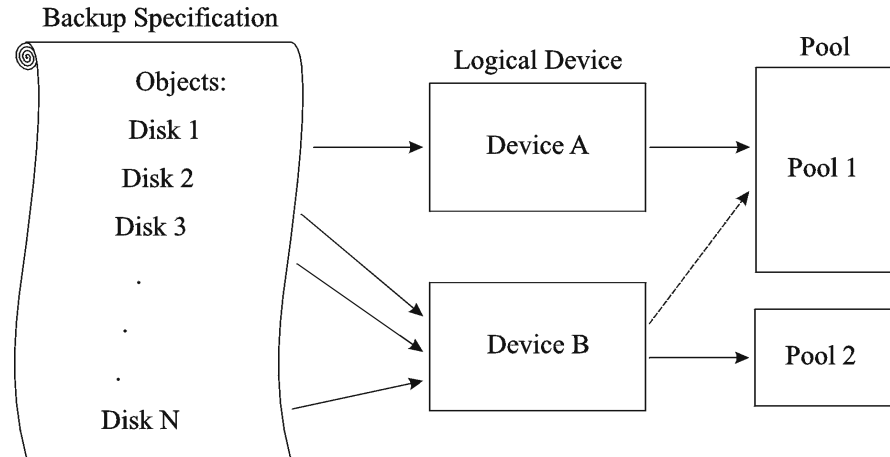 Backup Specification
Objects:
Disk 1
Disk 2
Disk 3
.
.
.
Disk N
Logical Device
Device A
Device B
Pool
Pool 1
Pool 2